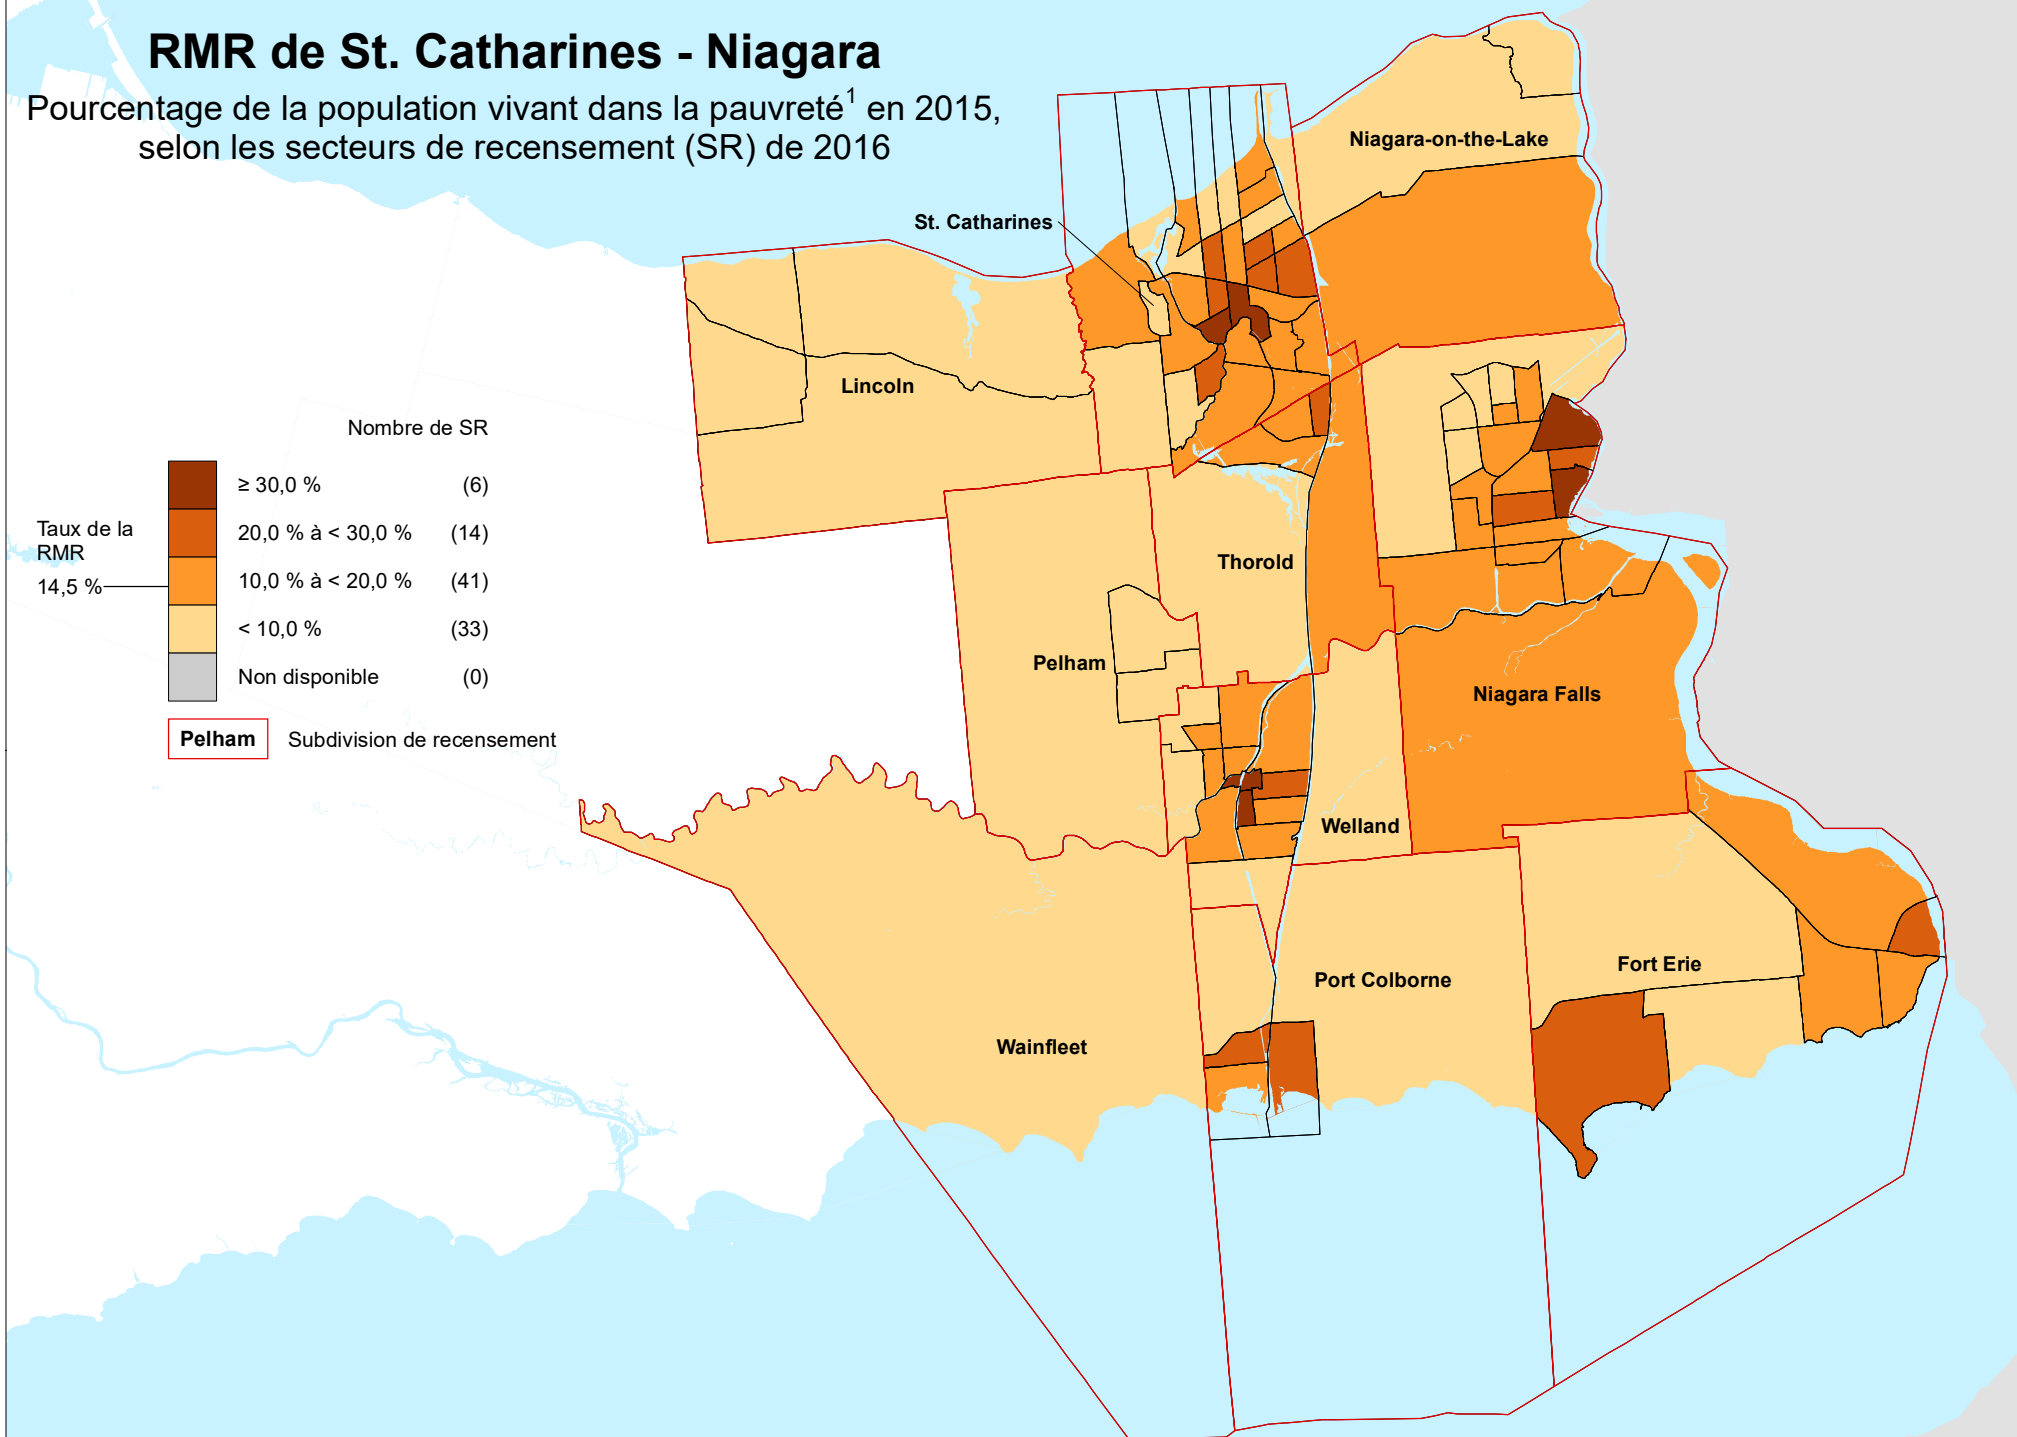 RMR de St. Catharines - Niagara
Pourcentage de la population vivant dans la pauvreté1 en 2015,
selon les secteurs de recensement (SR) de 2016
Niagara-on-the-Lake
St. Catharines
Lincoln
Nombre de SR
≥ 30,0 % (6)
20,0 % à < 30,0 % (14)
10,0 % à < 20,0 % (41)
< 10,0 % (33)
Non disponible (0)
Taux de la
RMR
14,5 %
Pelham Subdivision de recensement
Thorold
Pelham
Niagara Falls
Welland
Fort Erie
Port Colborne
Wainfleet